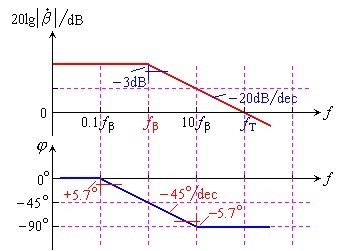 20lg|β̇|/dB
−3dB
−20dB/dec
0
0.1fβ
fβ
10fβ
fT
f
φ
0°
f
+5.7°
−45°/dec
−45°
−5.7°
−90°